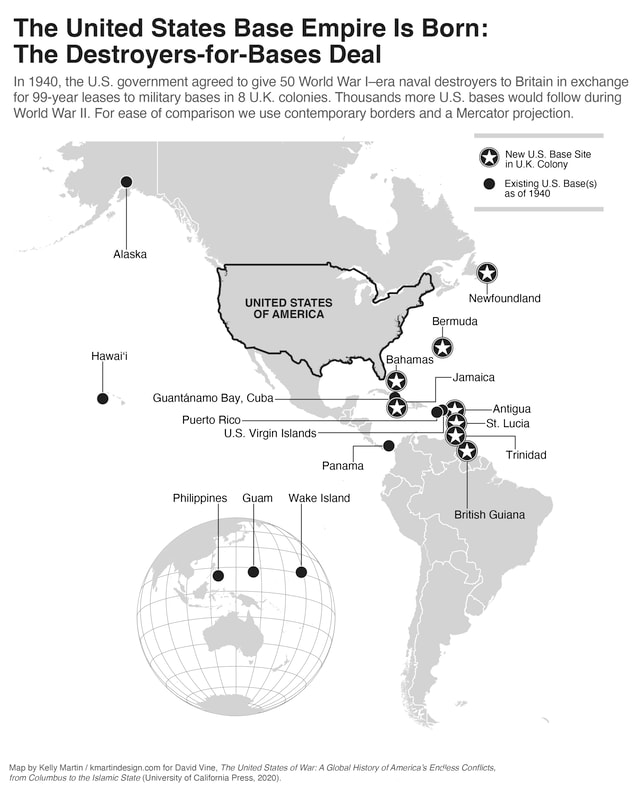 The United States Base Empire Is Born:
The Destroyers-for-Bases Deal
In 1940, the U.S. government agreed to give 50 World War I–era naval destroyers to Britain in exchange
for 99-year leases to military bases in 8 U.K. colonies. Thousands more U.S. bases would follow during
World War II. For ease of comparison we use contemporary borders and a Mercator projection.
New U.S. Base Site
in U.K. Colony
Existing U.S. Base(s)
as of 1940
Alaska
UNITED STATES
OF AMERICA
Newfoundland
Bermuda
Hawai‘i
Bahamas
Jamaica
Guantánamo Bay, Cuba
Antigua
Puerto Rico
St. Lucia
U.S. Virgin Islands
Trinidad
Panama
Philippines
Guam
Wake Island
British Guiana
Map by Kelly Martin / kmartindesign.com for David Vine, The United States of War: A Global History of America's Endless Conflicts,
from Columbus to the Islamic State (University of California Press, 2020).